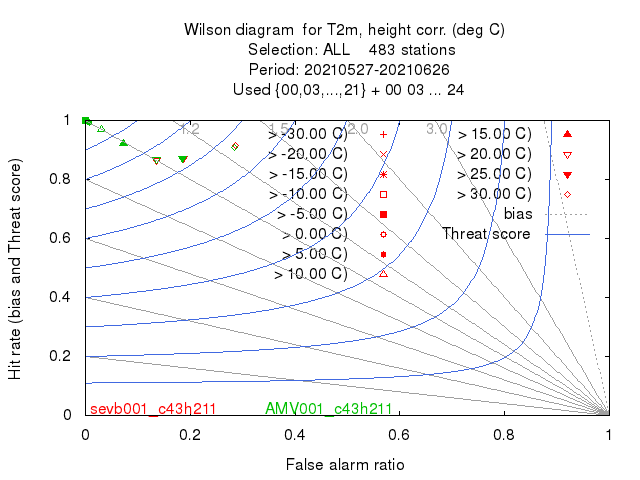 Wilson diagram for T2m, height corr. (deg C)
Selection: ALL 483 stations
Period: 20210527-20210626
Used {00,03,...,21} + 00 03 ... 24
Hit rate (bias and Threat score)
1
0.8
0.6
0.4
0.2
0
1.2
1.5
2.0
3.0
> -30.00 C)
> -20.00 C)
> -15.00 C)
> -10.00 C)
> -5.00 C)
> 0.00 C)
> 5.00 C)
> 10.00 C)
> 15.00 C)
> 20.00 C)
> 25.00 C)
> 30.00 C)
bias
Threat score
sevb001_c43h211
AMV001_c43h211
0 0.2 0.4 0.6 0.8 1
False alarm ratio